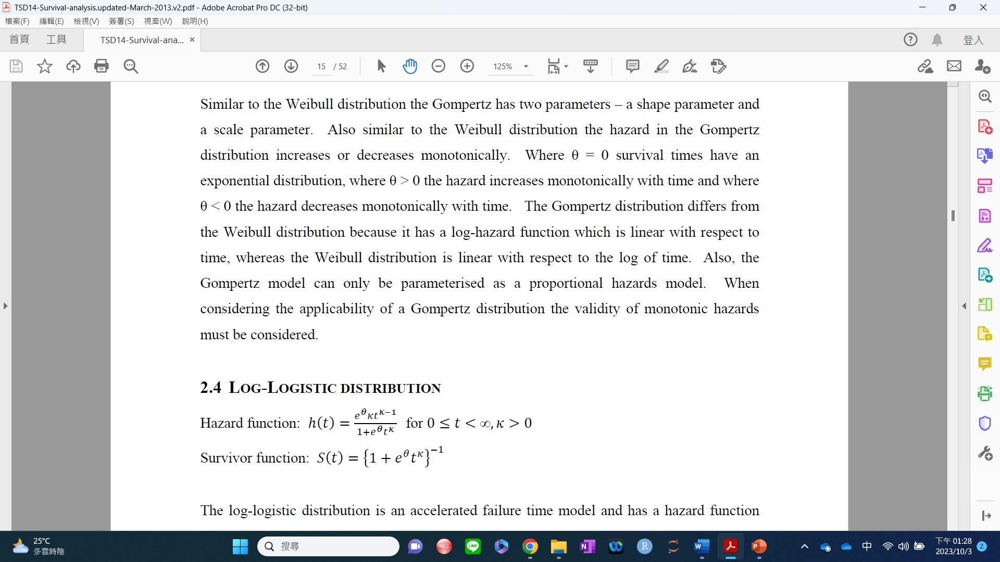 TSD14-Survival-analysis.updated-March-2013.v2.pdf - Adobe Acrobat Pro DC (32-bit)
檔案(F) 編輯(E) 檢視(V) 簽署(S) 視窗(W) 說明(H)
首頁 工具 TSD14-Survival-ana... × 登入
15 / 52 125%
Similar to the Weibull distribution the Gompertz has two parameters – a shape parameter and
a scale parameter. Also similar to the Weibull distribution the hazard in the Gompertz
distribution increases or decreases monotonically. Where θ = 0 survival times have an
exponential distribution, where θ > 0 the hazard increases monotonically with time and where
θ < 0 the hazard decreases monotonically with time. The Gompertz distribution differs from
the Weibull distribution because it has a log-hazard function which is linear with respect to
time, whereas the Weibull distribution is linear with respect to the log of time. Also, the
Gompertz model can only be parameterised as a proportional hazards model. When
considering the applicability of a Gompertz distribution the validity of monotonic hazards
must be considered.
2.4 LOG-LOGISTIC DISTRIBUTION
Hazard function: h(t) = \frac{e^θ κt^{κ−1}}{1+e^θ t^κ} for 0 ≤ t < ∞, κ > 0
Survivor function: S(t) = {1 + e^θ t^κ}^{−1}
The log-logistic distribution is an accelerated failure time model and has a hazard function
25°C
多雲時陰
搜尋
REC
LINE
N
R
W
P
中
下午 01:28
2023/10/3
2